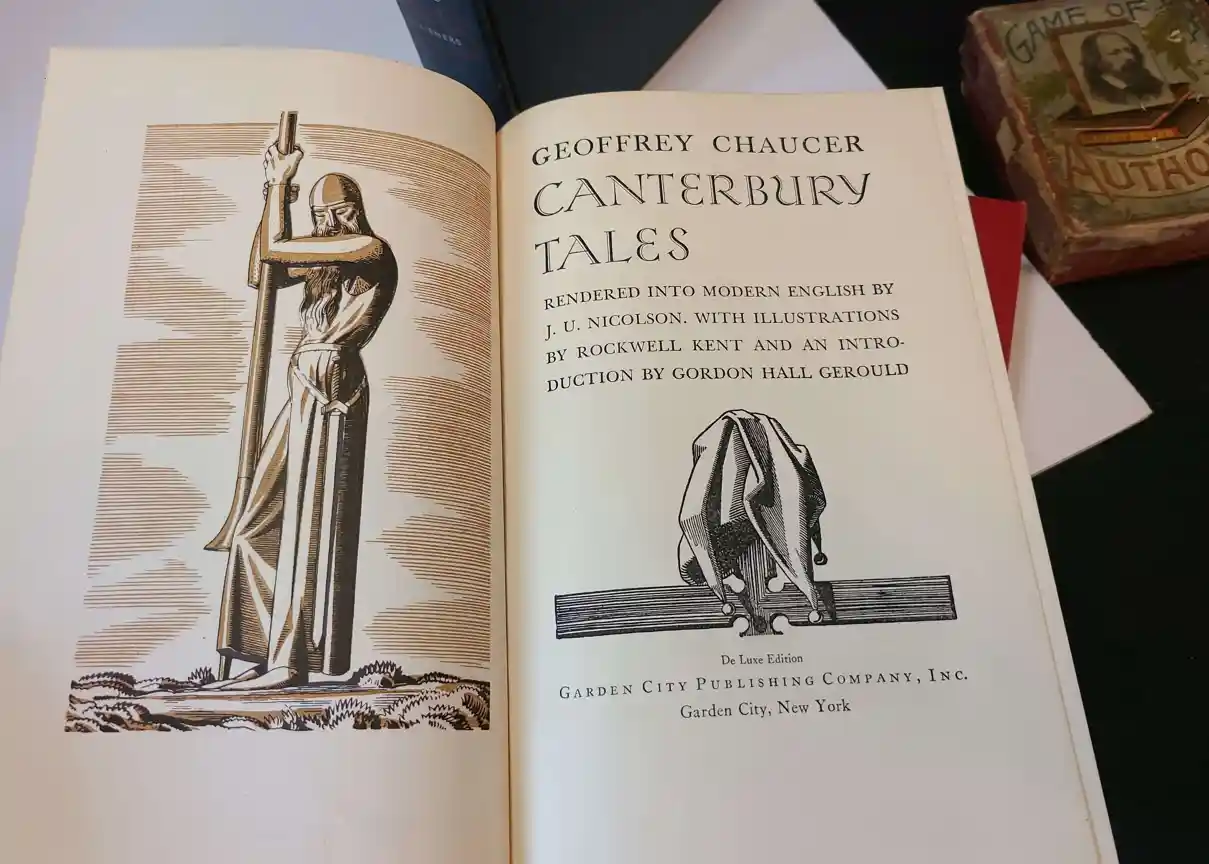 GEOFFREY CHAUCER
CANTERBURY
TALES
RENDERED INTO MODERN ENGLISH BY
J. U. NICOLSON. WITH ILLUSTRATIONS
BY ROCKWELL KENT AND AN INTRO-
DUCTION BY GORDON HALL GEROULD
De Luxe Edition
GARDEN CITY PUBLISHING COMPANY, INC.
Garden City, New York
GAME OF
AUTHO